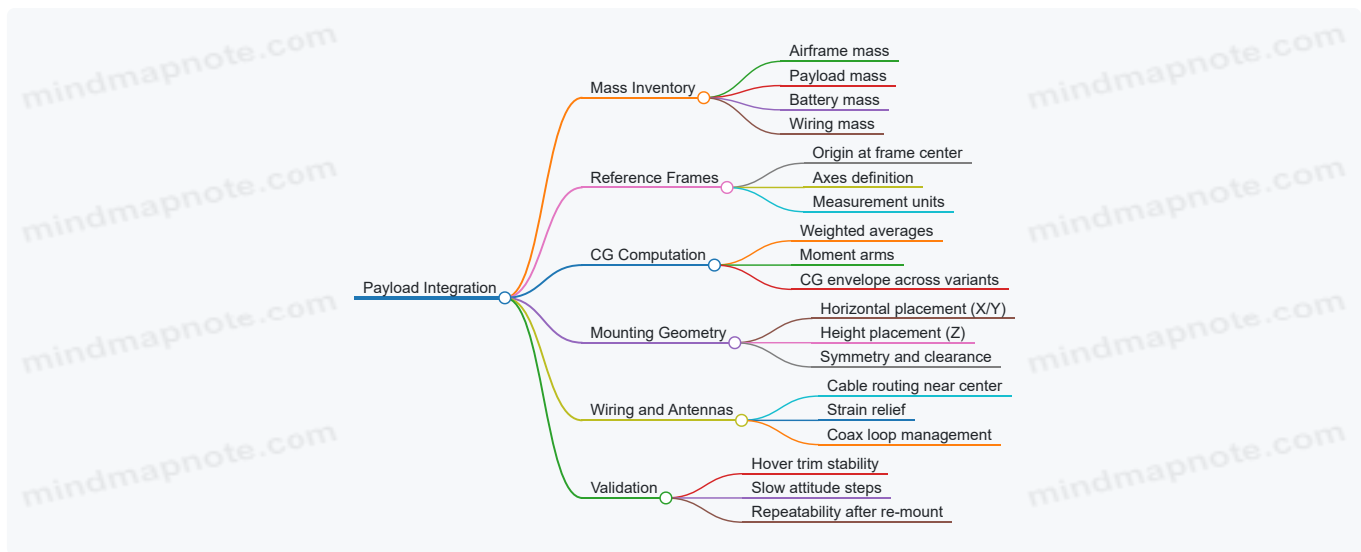 mindmapnote.com
mindmapnote.com
Airframe mass
Payload mass
Mass Inventory
Battery mass
Wiring mass
Origin at frame center
Reference Frames
Axes definition
Measurement units
mindmapnote.com
mindmapnote.com
Weighted averages
CG Computation
Moment arms
CG envelope across variants
Payload Integration
Horizontal placement (X/Y)
Mounting Geometry
Height placement (Z)
Symmetry and clearance
mindmapnote.com
mindmapnote.com
Cable routing near center
Wiring and Antennas
Strain relief
Coax loop management
Hover trim stability
Validation
Slow attitude steps
Repeatability after re-mount
mindmapnote.com
mindmapnote.com